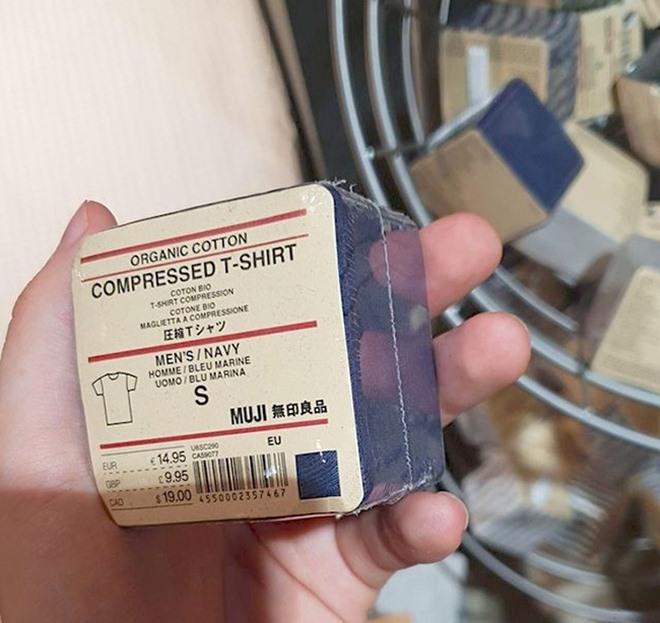 ORGANIC COTTON
COMPRESSED T-SHIRT
COTON BIO
T-SHIRT COMPRESSION
COTONE BIO
MAGLIETTA A COMPRESSIONE
圧縮Tシャツ
MEN'S / NAVY
HOMME / BLEU MARINE
UOMO / BLU MARINA
S
MUJI 無印良品
EU
EUR € 14.95
GBP £ 9.95
CAD $ 19.00
U8SC290
CA59077
4550002357467